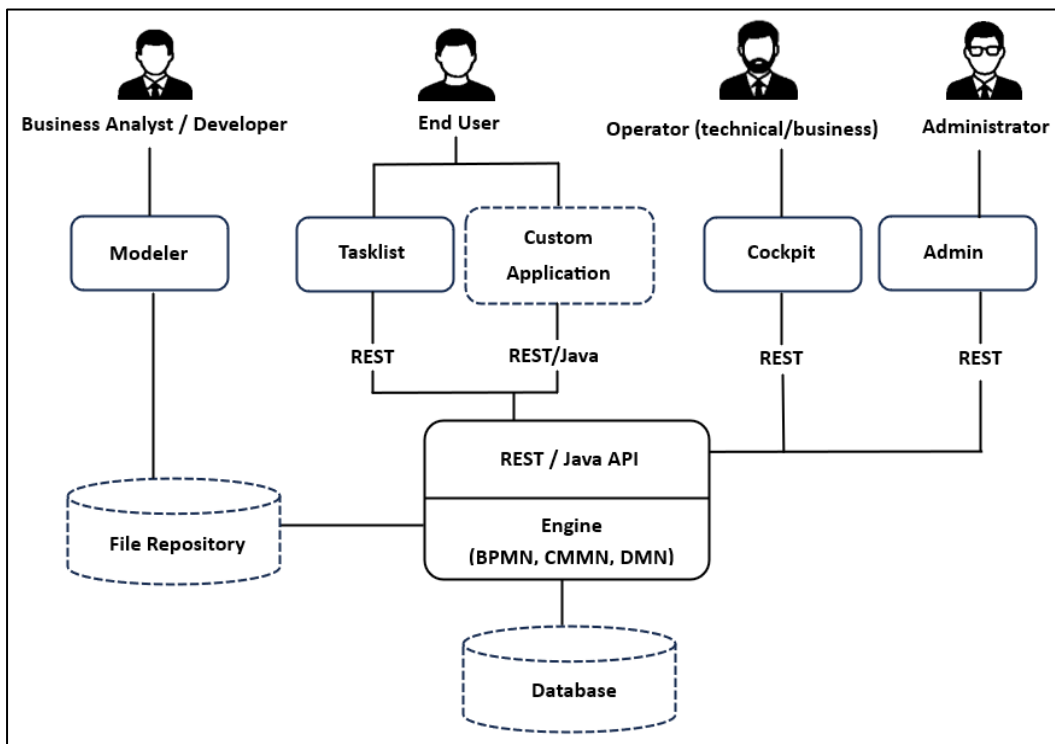 Business Analyst / Developer
End User
Operator (technical/business)
Administrator
Modeler
Tasklist
Custom
Application
Cockpit
Admin
REST
REST/Java
REST
REST
REST / Java API
Engine
(BPMN, CMMN, DMN)
File Repository
Database